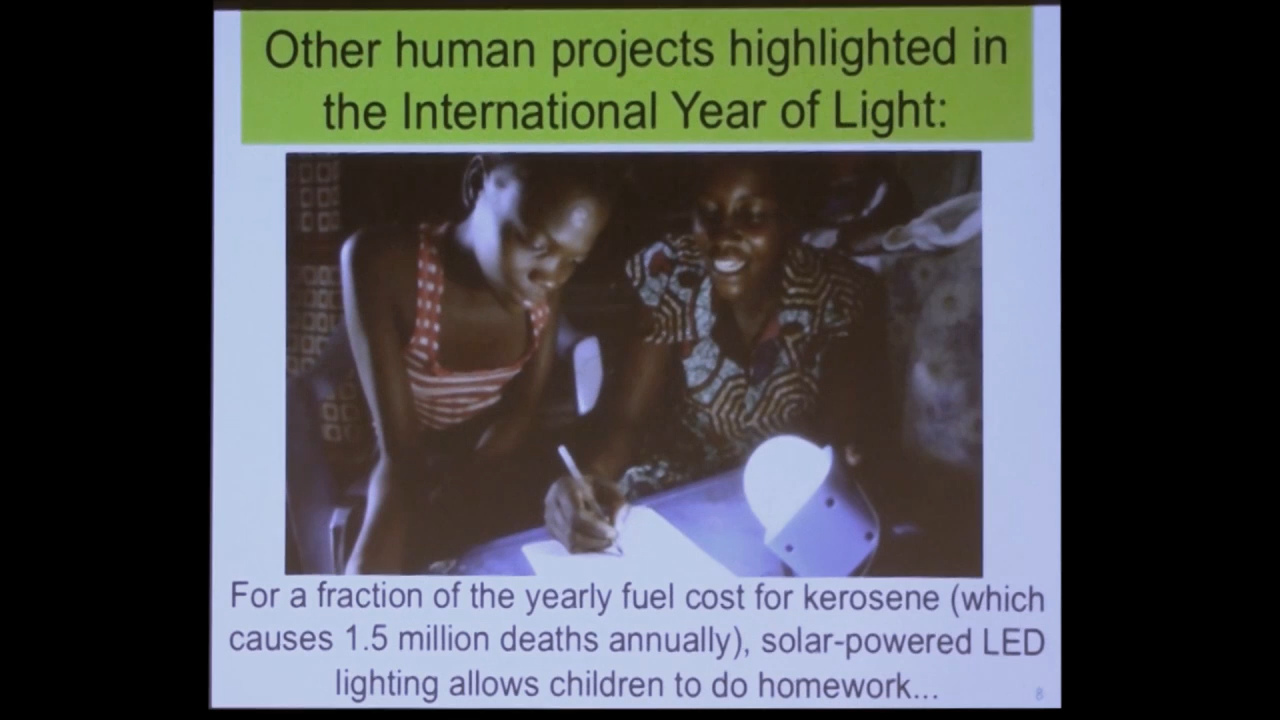 Other human projects highlighted in
the International Year of Light:
For a fraction of the yearly fuel cost for kerosene (which
causes 1.5 million deaths annually), solar-powered LED
lighting allows children to do homework...
8